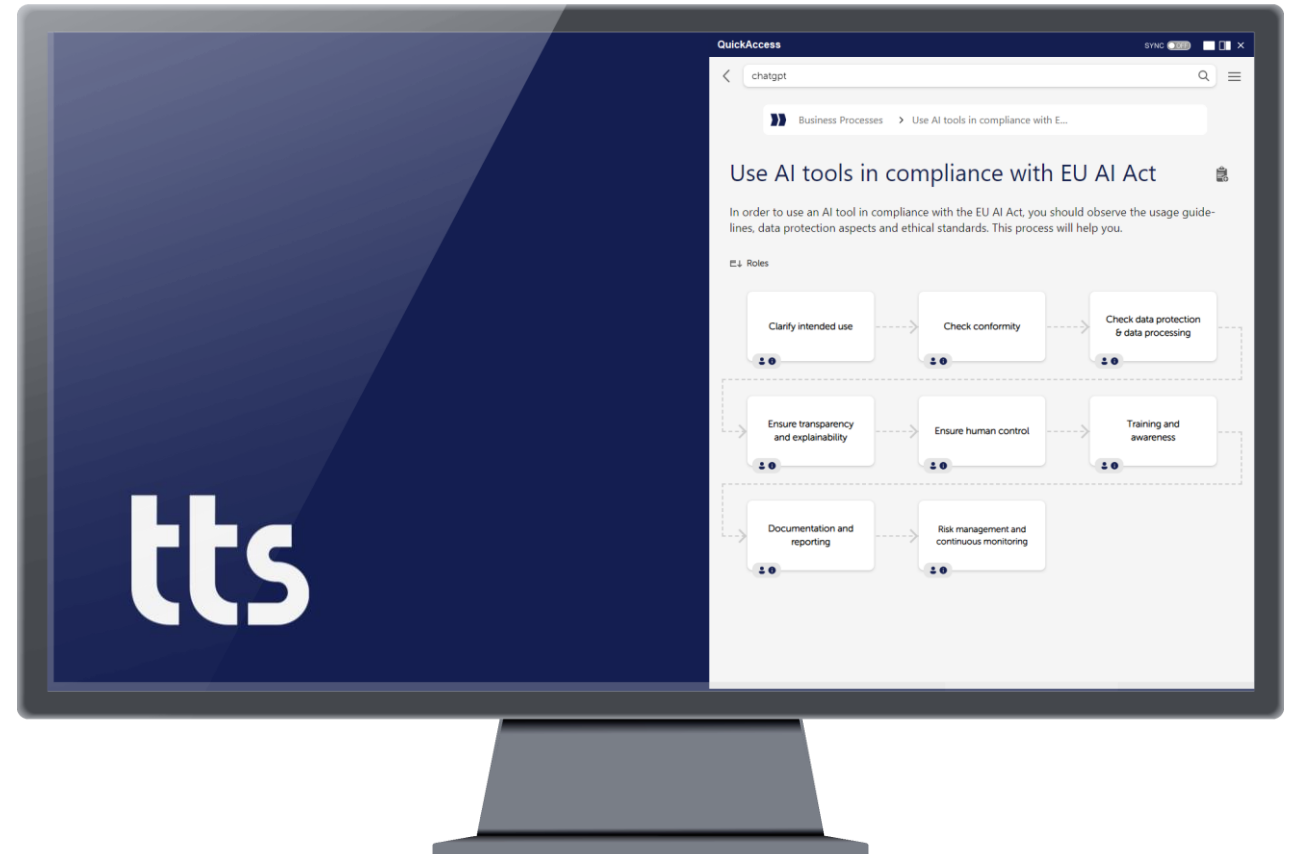 QuickAccess
SYNC OFF
chatgpt
Business Processes > Use AI tools in compliance with E...
Use AI tools in compliance with EU AI Act
In order to use an AI tool in compliance with the EU AI Act, you should observe the usage guide-
lines, data protection aspects and ethical standards. This process will help you.
Roles
Clarify intended use
Check conformity
Check data protection
& data processing
Ensure transparency
and explainability
Ensure human control
Training and
awareness
Documentation and
reporting
Risk management and
continuous monitoring
tts